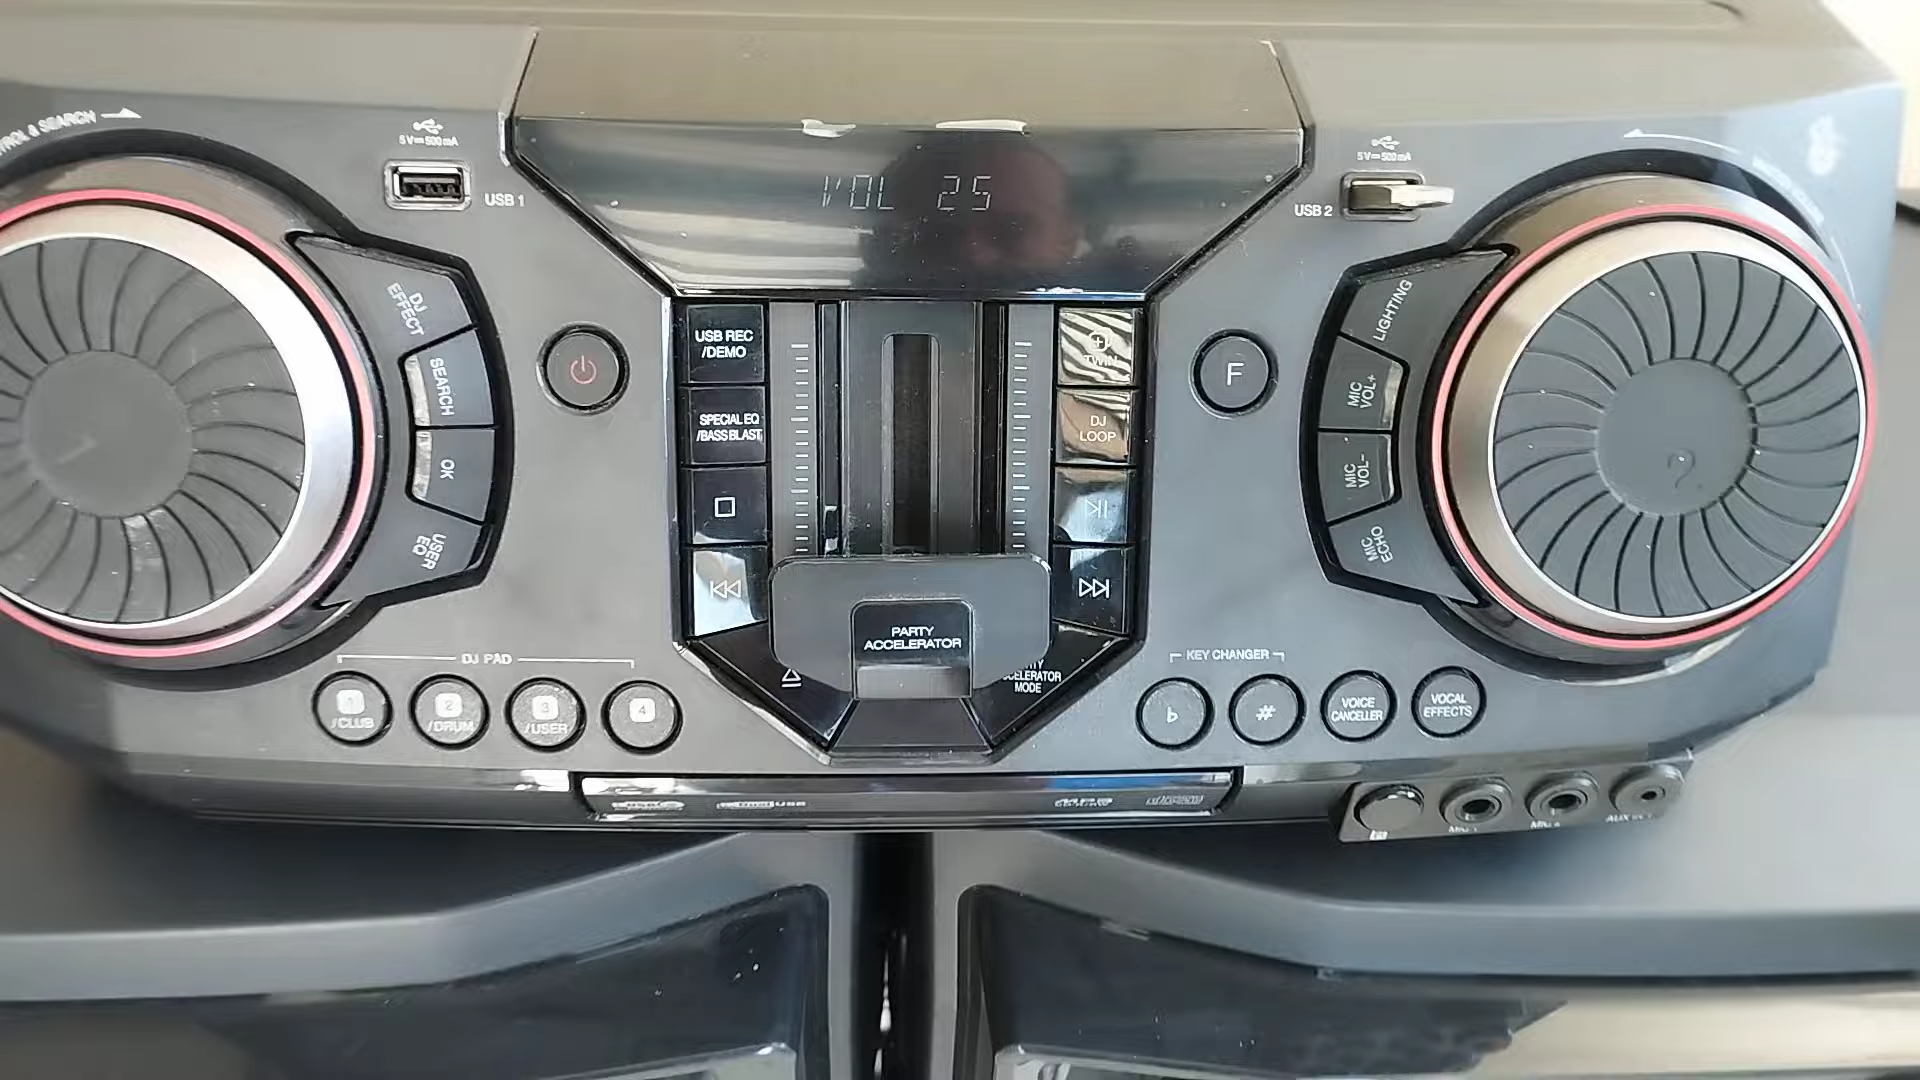 5V⎓500mA
USB 1
VOL 25
5V⎓500mA
USB 2
DJ
EFFECT
SEARCH
OK
USER
EQ
USB REC
/DEMO
SPECIAL EQ
/BASS BLAST
TWIN
DJ
LOOP
F
LIGHTING
MIC
VOL+
MIC
VOL-
MIC
ECHO
PARTY
ACCELERATOR
MODE
DJ PAD
1
/CLUB
2
/DRUM
3
/USER
4
KEY CHANGER
♭
#
VOICE
CANCELLER
VOCAL
EFFECTS
USB